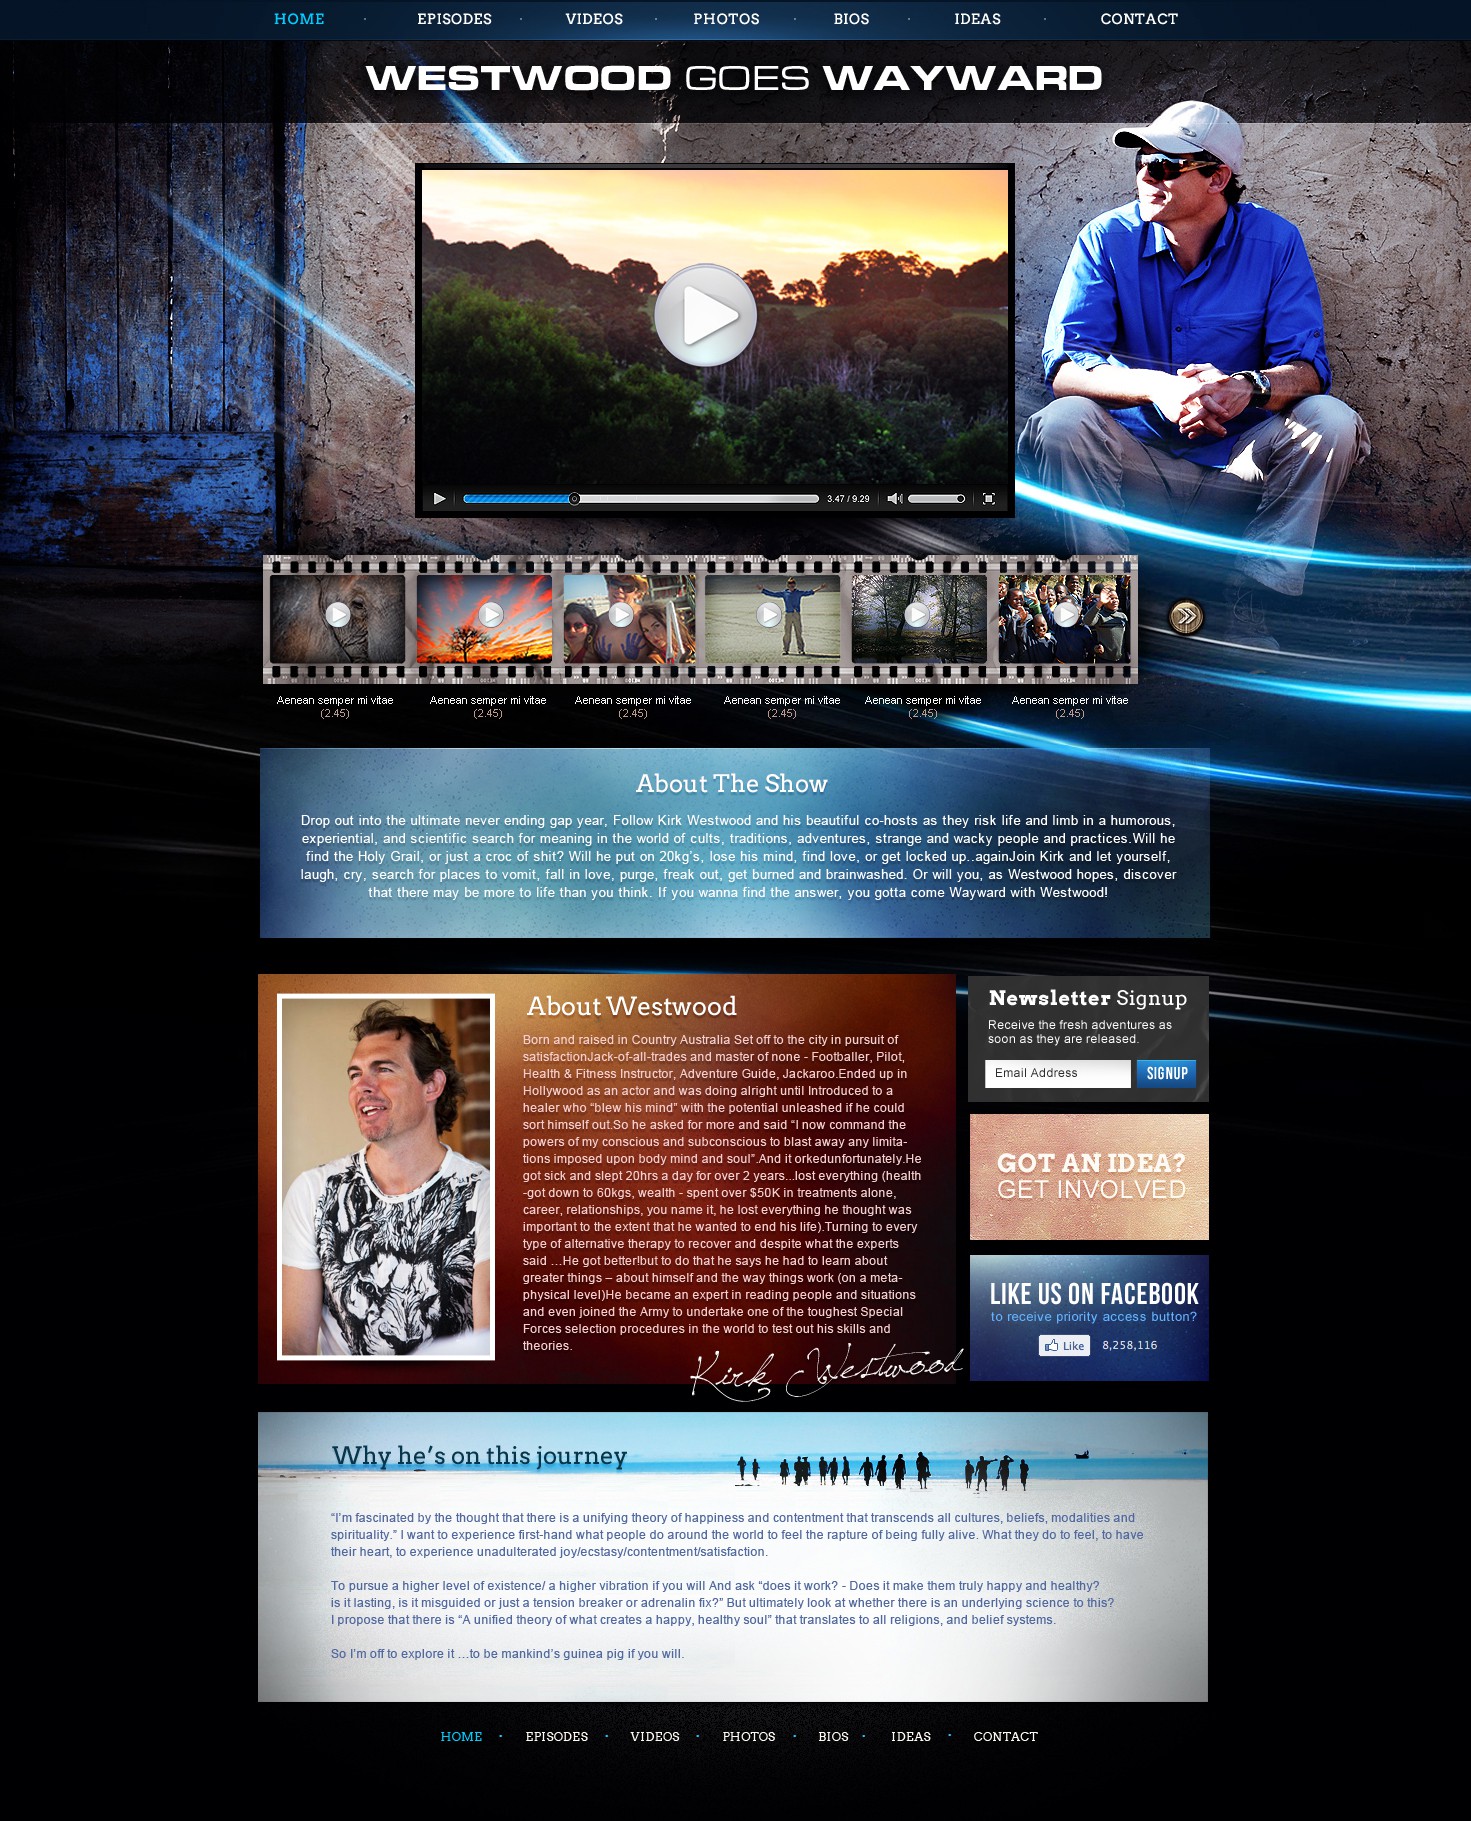 HOME · EPISODES · VIDEOS · PHOTOS · BIOS · IDEAS · CONTACT
WESTWOOD GOES WAYWARD
3.47 / 9.29
Aenean semper mi vitae Aenean semper mi vitae Aenean semper mi vitae Aenean semper mi vitae Aenean semper mi vitae Aenean semper mi vitae
(2.45) (2.45) (2.45) (2.45) (2.45) (2.45)
About The Show
Drop out into the ultimate never ending gap year, Follow Kirk Westwood and his beautiful co-hosts as they risk life and limb in a humorous,
experiential, and scientific search for meaning in the world of cults, traditions, adventures, strange and wacky people and practices.Will he
find the Holy Grail, or just a croc of shit? Will he put on 20kg's, lose his mind, find love, or get locked up..againJoin Kirk and let yourself,
laugh, cry, search for places to vomit, fall in love, purge, freak out, get burned and brainwashed. Or will you, as Westwood hopes, discover
that there may be more to life than you think. If you wanna find the answer, you gotta come Wayward with Westwood!
About Westwood
Born and raised in Country Australia Set off to the city in pursuit of
satisfactionJack-of-all-trades and master of none - Footballer, Pilot,
Health & Fitness Instructor, Adventure Guide, Jackaroo.Ended up in
Hollywood as an actor and was doing alright until Introduced to a
healer who “blew his mind” with the potential unleashed if he could
sort himself out.So he asked for more and said “I now command the
powers of my conscious and subconscious to blast away any limita-
tions imposed upon body mind and soul”.And it orkedunfortunately.He
got sick and slept 20hrs a day for over 2 years...lost everything (health
-got down to 60kgs, wealth - spent over $50K in treatments alone,
career, relationships, you name it, he lost everything he thought was
important to the extent that he wanted to end his life).Turning to every
type of alternative therapy to recover and despite what the experts
said …He got better!but to do that he says he had to learn about
greater things – about himself and the way things work (on a meta-
physical level)He became an expert in reading people and situations
and even joined the Army to undertake one of the toughest Special
Forces selection procedures in the world to test out his skills and
theories.
Kirk Westwood
Newsletter Signup
Receive the fresh adventures as
soon as they are released.
Email Address SIGNUP
GOT AN IDEA?
GET INVOLVED
LIKE US ON FACEBOOK
to receive priority access button?
Like 8,258,116
Why he’s on this journey
“I’m fascinated by the thought that there is a unifying theory of happiness and contentment that transcends all cultures, beliefs, modalities and
spirituality.” I want to experience first-hand what people do around the world to feel the rapture of being fully alive. What they do to feel, to have
their heart, to experience unadulterated joy/ecstasy/contentment/satisfaction.
To pursue a higher level of existence/ a higher vibration if you will And ask “does it work? - Does it make them truly happy and healthy?
is it lasting, is it misguided or just a tension breaker or adrenalin fix?” But ultimately look at whether there is an underlying science to this?
I propose that there is “A unified theory of what creates a happy, healthy soul” that translates to all religions, and belief systems.
So I’m off to explore it …to be mankind’s guinea pig if you will.
HOME · EPISODES · VIDEOS · PHOTOS · BIOS · IDEAS · CONTACT